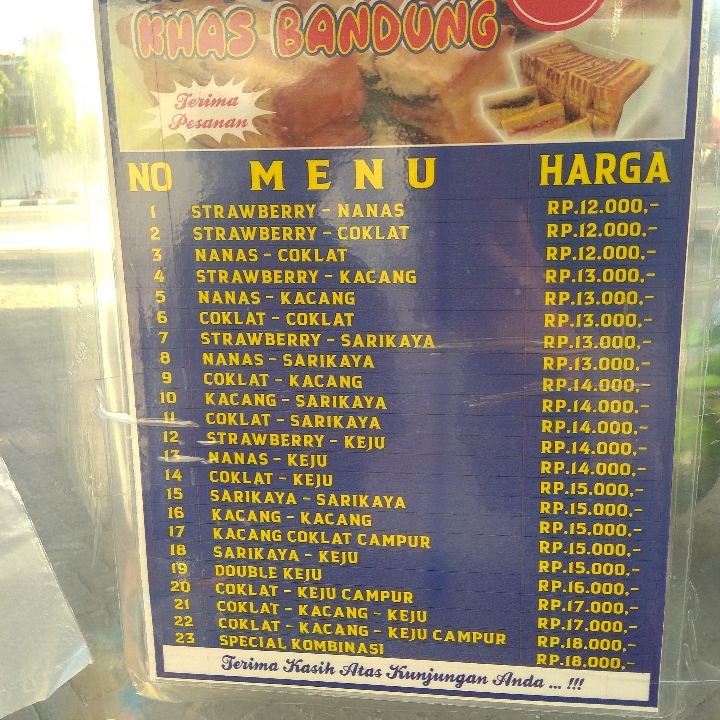 KHAS BANDUNG
Terima
Pesanan
NO MENU HARGA
1 STRAWBERRY - NANAS RP.12.000,-
2 STRAWBERRY - COKLAT RP.12.000,-
3 NANAS - COKLAT RP.12.000,-
4 STRAWBERRY - KACANG RP.13.000,-
5 NANAS - KACANG RP.13.000,-
6 COKLAT - COKLAT RP.13.000,-
7 STRAWBERRY - SARIKAYA RP.13.000,-
8 NANAS - SARIKAYA RP.13.000,-
9 COKLAT - KACANG RP.14.000,-
10 KACANG - SARIKAYA RP.14.000,-
11 COKLAT - SARIKAYA RP.14.000,-
12 STRAWBERRY - KEJU RP.14.000,-
13 NANAS - KEJU RP.14.000,-
14 COKLAT - KEJU RP.15.000,-
15 SARIKAYA - SARIKAYA RP.15.000,-
16 KACANG - KACANG RP.15.000,-
17 KACANG COKLAT CAMPUR RP.15.000,-
18 SARIKAYA - KEJU RP.15.000,-
19 DOUBLE KEJU RP.16.000,-
20 COKLAT - KEJU CAMPUR RP.17.000,-
21 COKLAT - KACANG - KEJU RP.17.000,-
22 COKLAT - KACANG - KEJU CAMPUR RP.18.000,-
23 SPECIAL KOMBINASI RP.18.000,-
Terima Kasih Atas Kunjungan Anda ... !!!